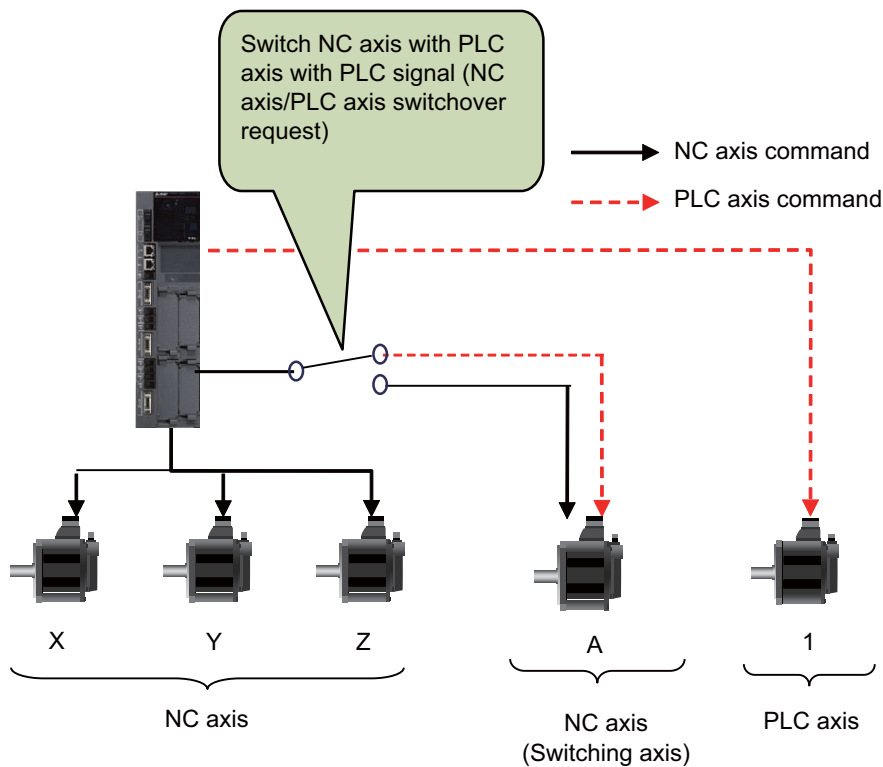 Switch NC axis with PLC
axis with PLC signal (NC
axis/PLC axis switchover
request)
NC axis command
PLC axis command
X
Y
Z
A
1
NC axis
NC axis
(Switching axis)
PLC axis